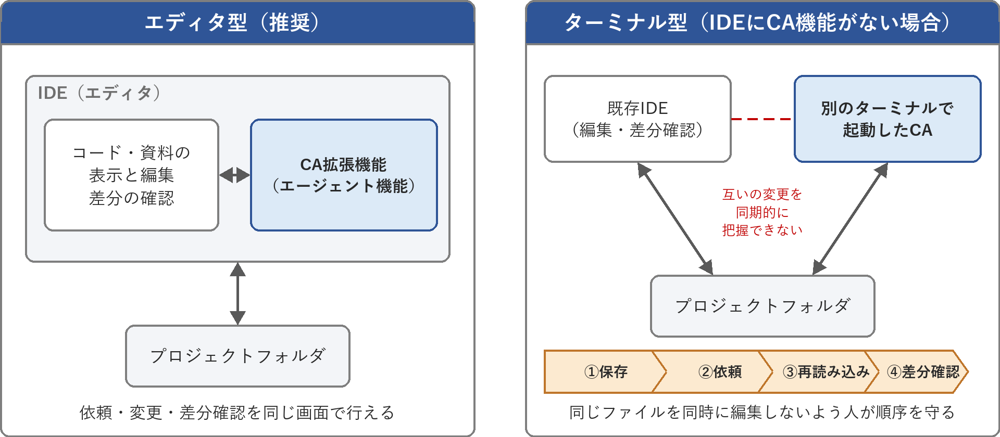 エディタ型（推奨）
IDE（エディタ）
コード・資料の
表示と編集
差分の確認
CA拡張機能
（エージェント機能）
プロジェクトフォルダ
依頼・変更・差分確認を同じ画面で行える
ターミナル型（IDEにCA機能がない場合）
既存IDE
（編集・差分確認）
別のターミナルで
起動したCA
互いの変更を
同期的に
把握できない
プロジェクトフォルダ
①保存
②依頼
③再読み込み
④差分確認
同じファイルを同時に編集しないよう人が順序を守る